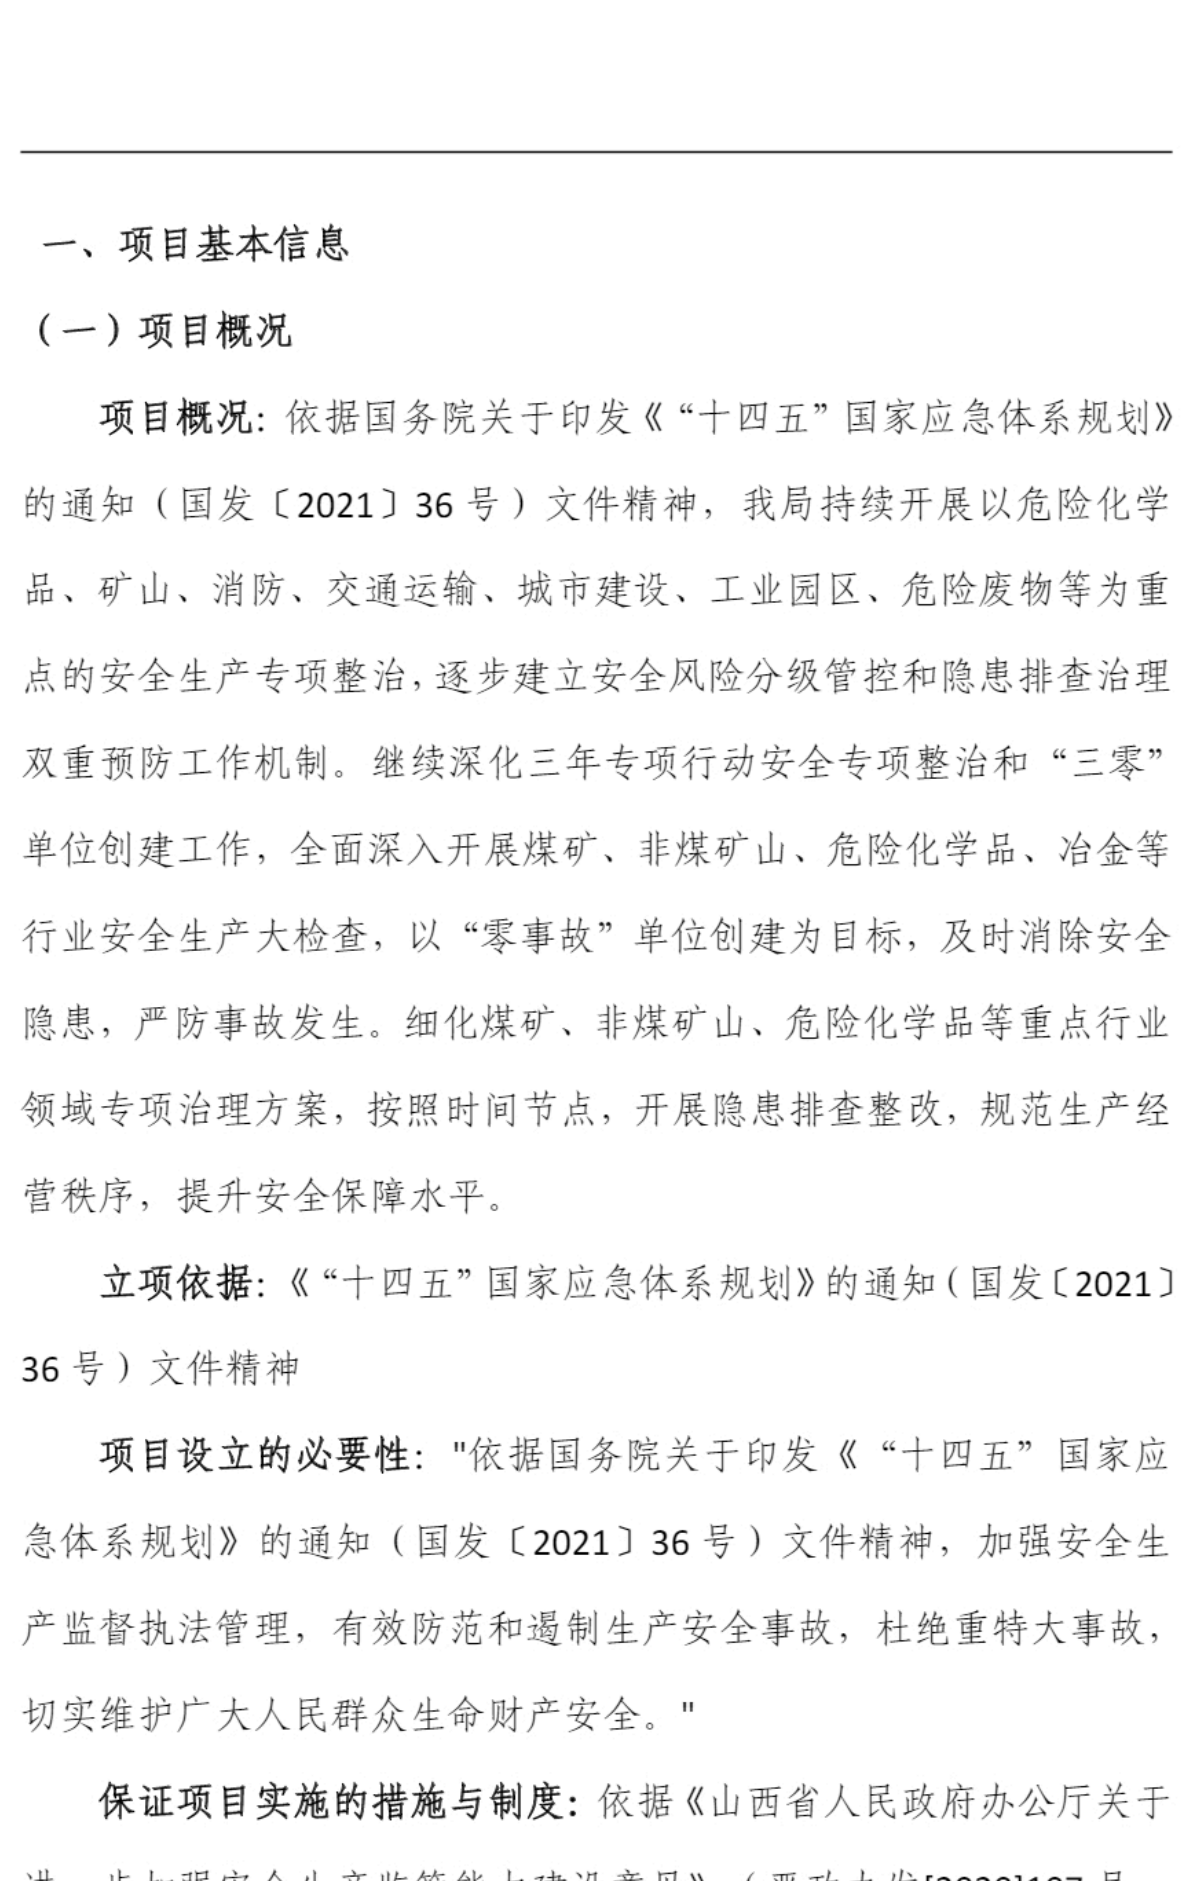 一、项目基本信息
（一）项目概况
项目概况：依据国务院关于印发《“十四五”国家应急体系规划》
的通知（国发〔2021〕36 号）文件精神，我局持续开展以危险化学
品、矿山、消防、交通运输、城市建设、工业园区、危险废物等为重
点的安全生产专项整治，逐步建立安全风险分级管控和隐患排查治理
双重预防工作机制。继续深化三年专项行动安全专项整治和“三零”
单位创建工作，全面深入开展煤矿、非煤矿山、危险化学品、冶金等
行业安全生产大检查，以“零事故”单位创建为目标，及时消除安全
隐患，严防事故发生。细化煤矿、非煤矿山、危险化学品等重点行业
领域专项治理方案，按照时间节点，开展隐患排查整改，规范生产经
营秩序，提升安全保障水平。
立项依据：《“十四五”国家应急体系规划》的通知（国发〔2021〕
36 号）文件精神
项目设立的必要性："依据国务院关于印发《“十四五”国家应
急体系规划》的通知（国发〔2021〕36 号）文件精神，加强安全生
产监督执法管理，有效防范和遏制生产安全事故，杜绝重特大事故，
切实维护广大人民群众生命财产安全。"
保证项目实施的措施与制度：依据《山西省人民政府办公厅关于